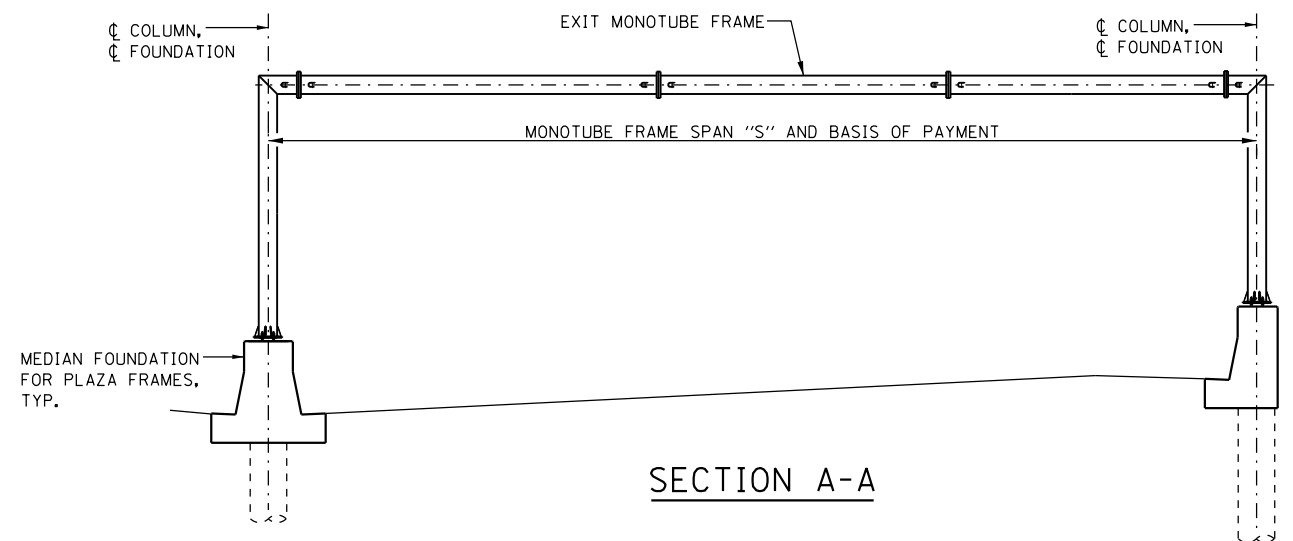 ℄ COLUMN,
℄ FOUNDATION
EXIT MONOTUBE FRAME
℄ COLUMN,
℄ FOUNDATION
MONOTUBE FRAME SPAN "S" AND BASIS OF PAYMENT
MEDIAN FOUNDATION
FOR PLAZA FRAMES,
TYP.
SECTION A-A